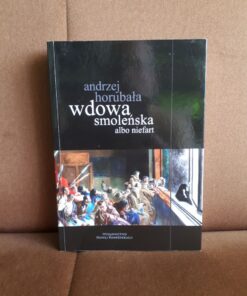 andrzej
horubała
wdowa
smoleńska
albo niefart